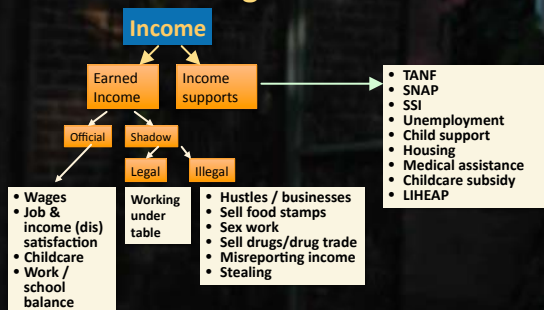 Income
Earned
Income
Income
supports
• TANF
• SNAP
• SSI
• Unemployment
• Child support
• Housing
• Medical assistance
• Childcare subsidy
• LIHEAP
Official
Shadow
Legal
Illegal
• Wages
• Job &
income (dis)
satisfaction
• Childcare
• Work /
school
balance
Working
under
table
• Hustles / businesses
• Sell food stamps
• Sex work
• Sell drugs/drug trade
• Misreporting income
• Stealing